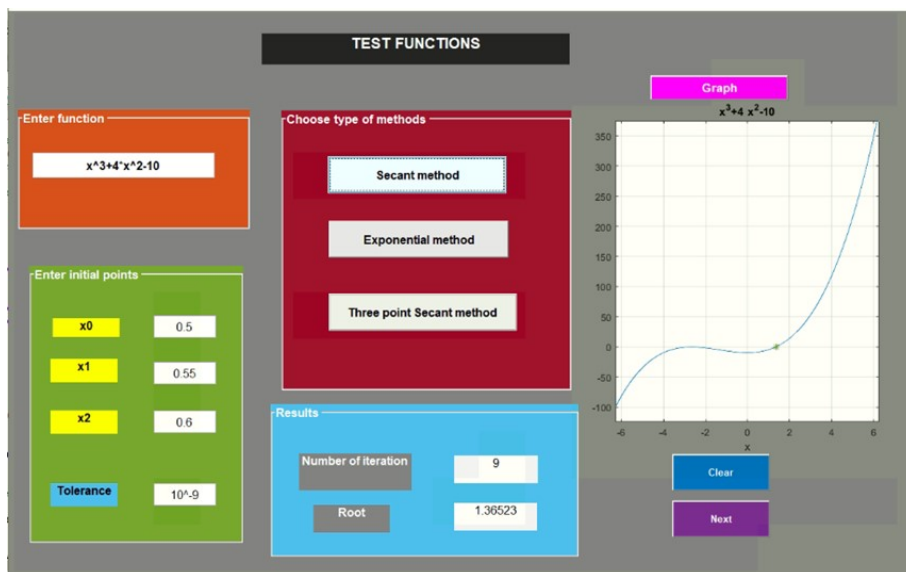 TEST FUNCTIONS
Enter function
x^3+4*x^2-10
Enter initial points
x0
0.5
x1
0.55
x2
0.6
Tolerance
10^-9
Choose type of methods
Secant method
Exponential method
Three point Secant method
Results
Number of iteration
9
Root
1.36523
Graph
x³+4 x²-10
350
300
250
200
150
100
50
0
-50
-100
-6 -4 -2 0 2 4 6
x
Clear
Next